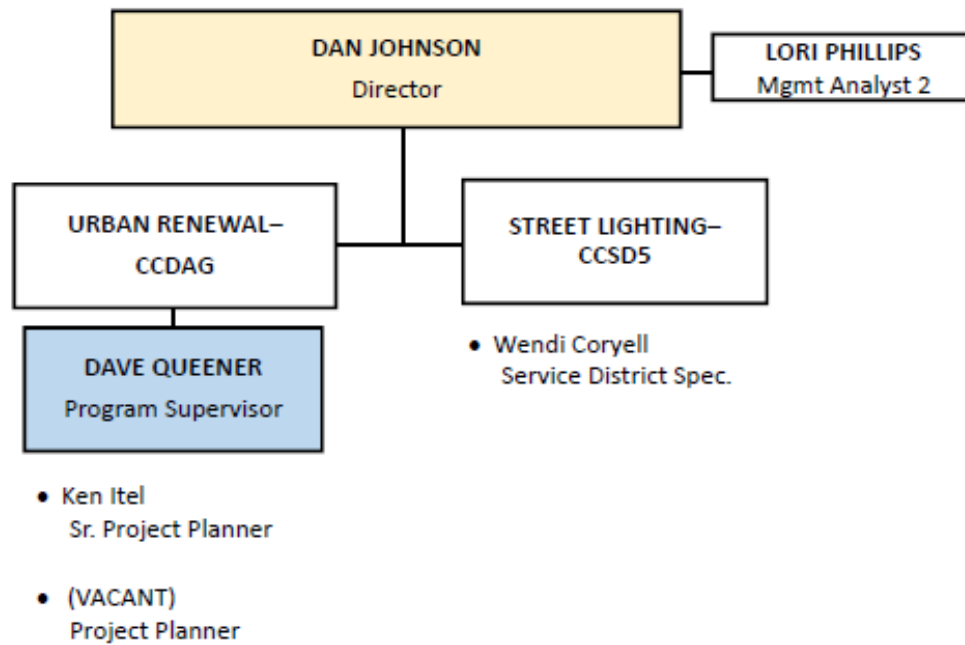 DAN JOHNSON
Director
LORI PHILLIPS
Mgmt Analyst 2
URBAN RENEWAL–
CCDAG
STREET LIGHTING–
CCSD5
DAVE QUEENER
Program Supervisor
• Wendi Coryell
Service District Spec.
• Ken Itel
Sr. Project Planner
• (VACANT)
Project Planner